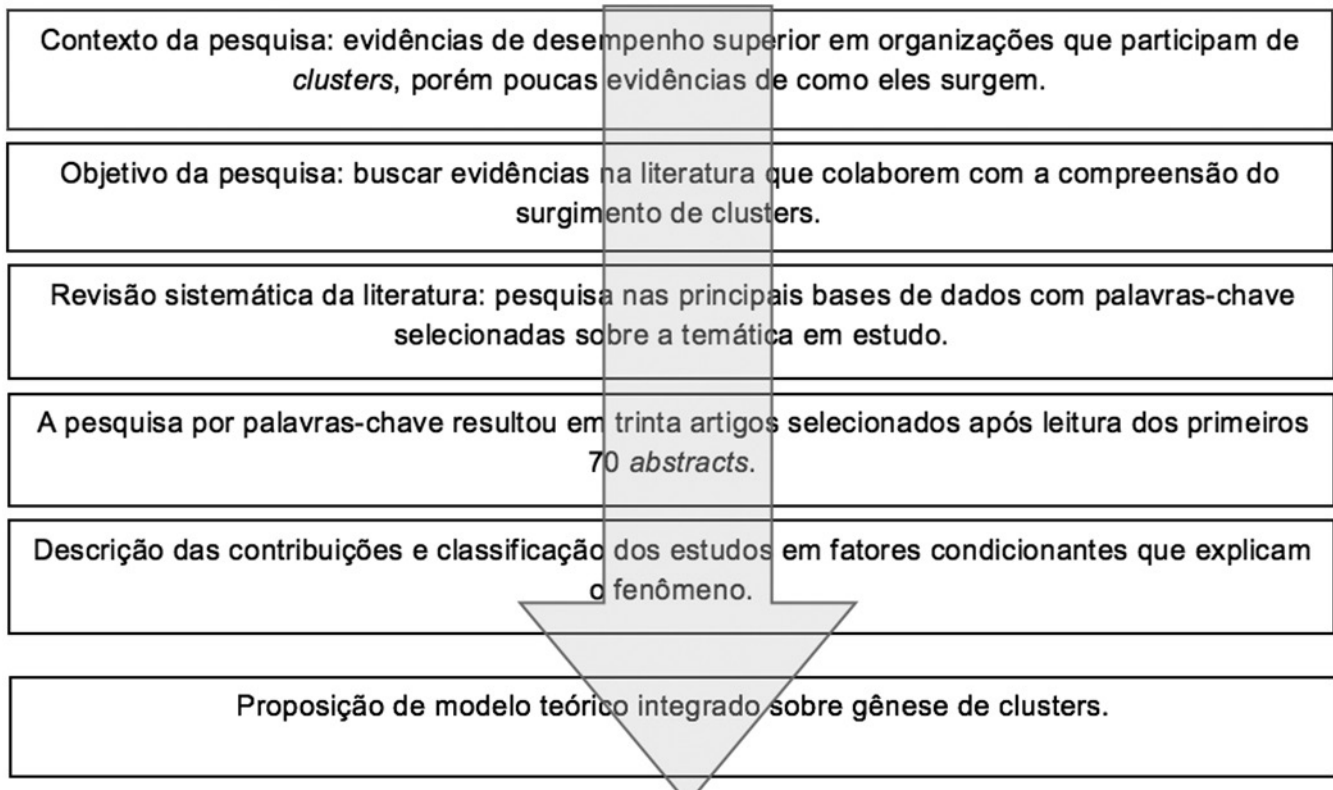 Contexto da pesquisa: evidências de desempenho superior em organizações que participam de
clusters, porém poucas evidências de como eles surgem.
Objetivo da pesquisa: buscar evidências na literatura que colaborem com a compreensão do
surgimento de clusters.
Revisão sistemática da literatura: pesquisa nas principais bases de dados com palavras-chave
selecionadas sobre a temática em estudo.
A pesquisa por palavras-chave resultou em trinta artigos selecionados após leitura dos primeiros
70 abstracts.
Descrição das contribuições e classificação dos estudos em fatores condicionantes que explicam
o fenômeno.
Proposição de modelo teórico integrado sobre gênese de clusters.